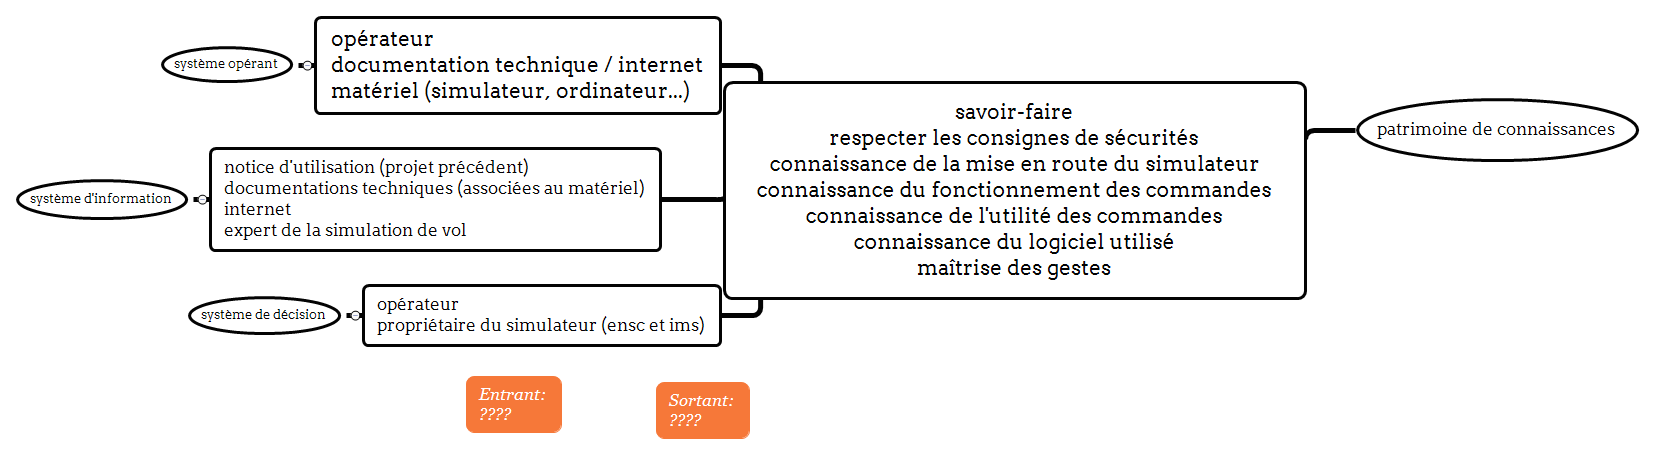 système opérant
opérateur
documentation technique / internet
matériel (simulateur, ordinateur...)
système d'information
notice d'utilisation (projet précédent)
documentations techniques (associées au matériel)
internet
expert de la simulation de vol
système de décision
opérateur
propriétaire du simulateur (ensc et ims)
savoir-faire
respecter les consignes de sécurités
connaissance de la mise en route du simulateur
connaissance du fonctionnement des commandes
connaissance de l'utilité des commandes
connaissance du logiciel utilisé
maîtrise des gestes
patrimoine de connaissances
Entrant:
????
Sortant:
????